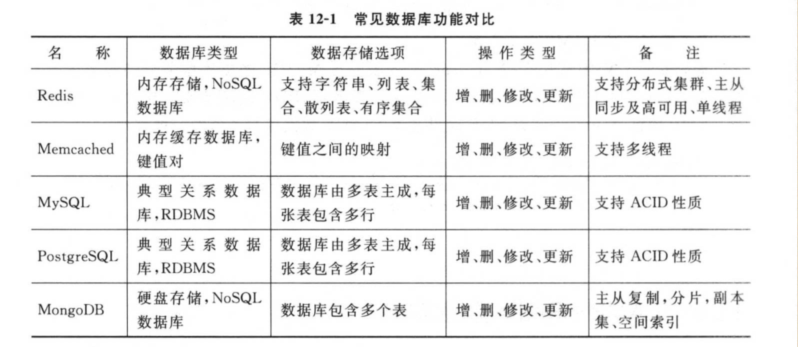 表 12-1 常见数据库功能对比
名 称 数据库类型 数据存储选项 操 作 类 型 备 注
Redis 内存存储,NoSQL 数据库 支持字符串、列表、集合、散列表、有序集合 增、删、修改、更新 支持分布式集群、主从同步及高可用、单线程
Memcached 内存缓存数据库,键值对 键值之间的映射 增、删、修改、更新 支持多线程
MySQL 典型关系数据库,RDBMS 数据库由多表主成,每张表包含多行 增、删、修改、更新 支持 ACID 性质
PostgreSQL 典型关系数据库,RDBMS 数据库由多表主成,每张表包含多行 增、删、修改、更新 支持 ACID 性质
MongoDB 硬盘存储,NoSQL 数据库 数据库包含多个表 增、删、修改、更新 主从复制,分片,副本集、空间索引